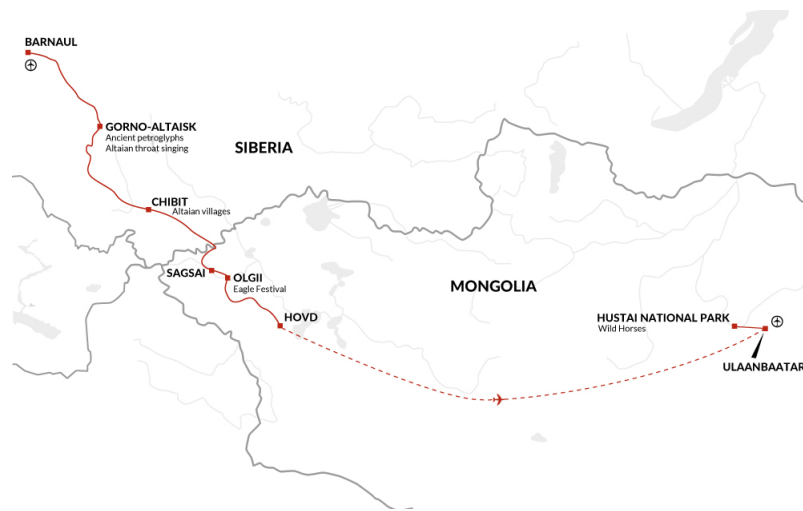 BARNAUL
GORNO-ALTAISK
Ancient petroglyphs
Altaian throat singing
SIBERIA
CHIBIT
Altaian villages
SAGSAI
OLGII
Eagle Festival
MONGOLIA
HOVD
HUSTAI NATIONAL PARK
Wild Horses
ULAANBAATAR